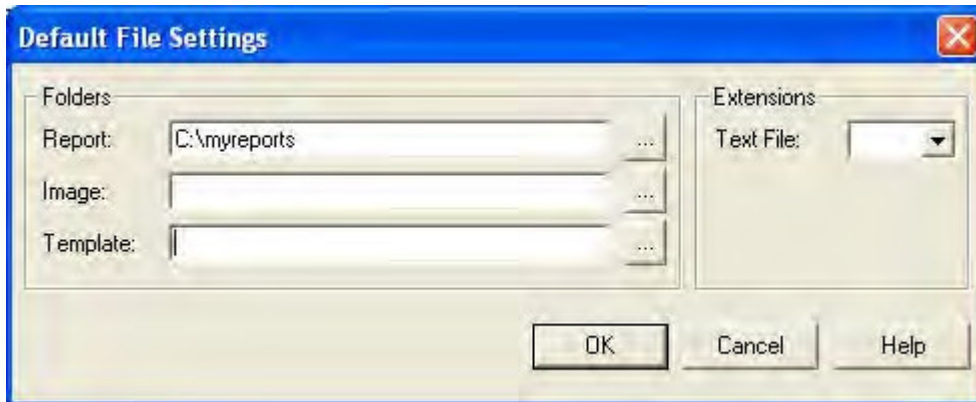 Default File Settings
Folders
Report: C:\myreports ...
Image: ...
Template: ...
Extensions
Text File:
OK Cancel Help